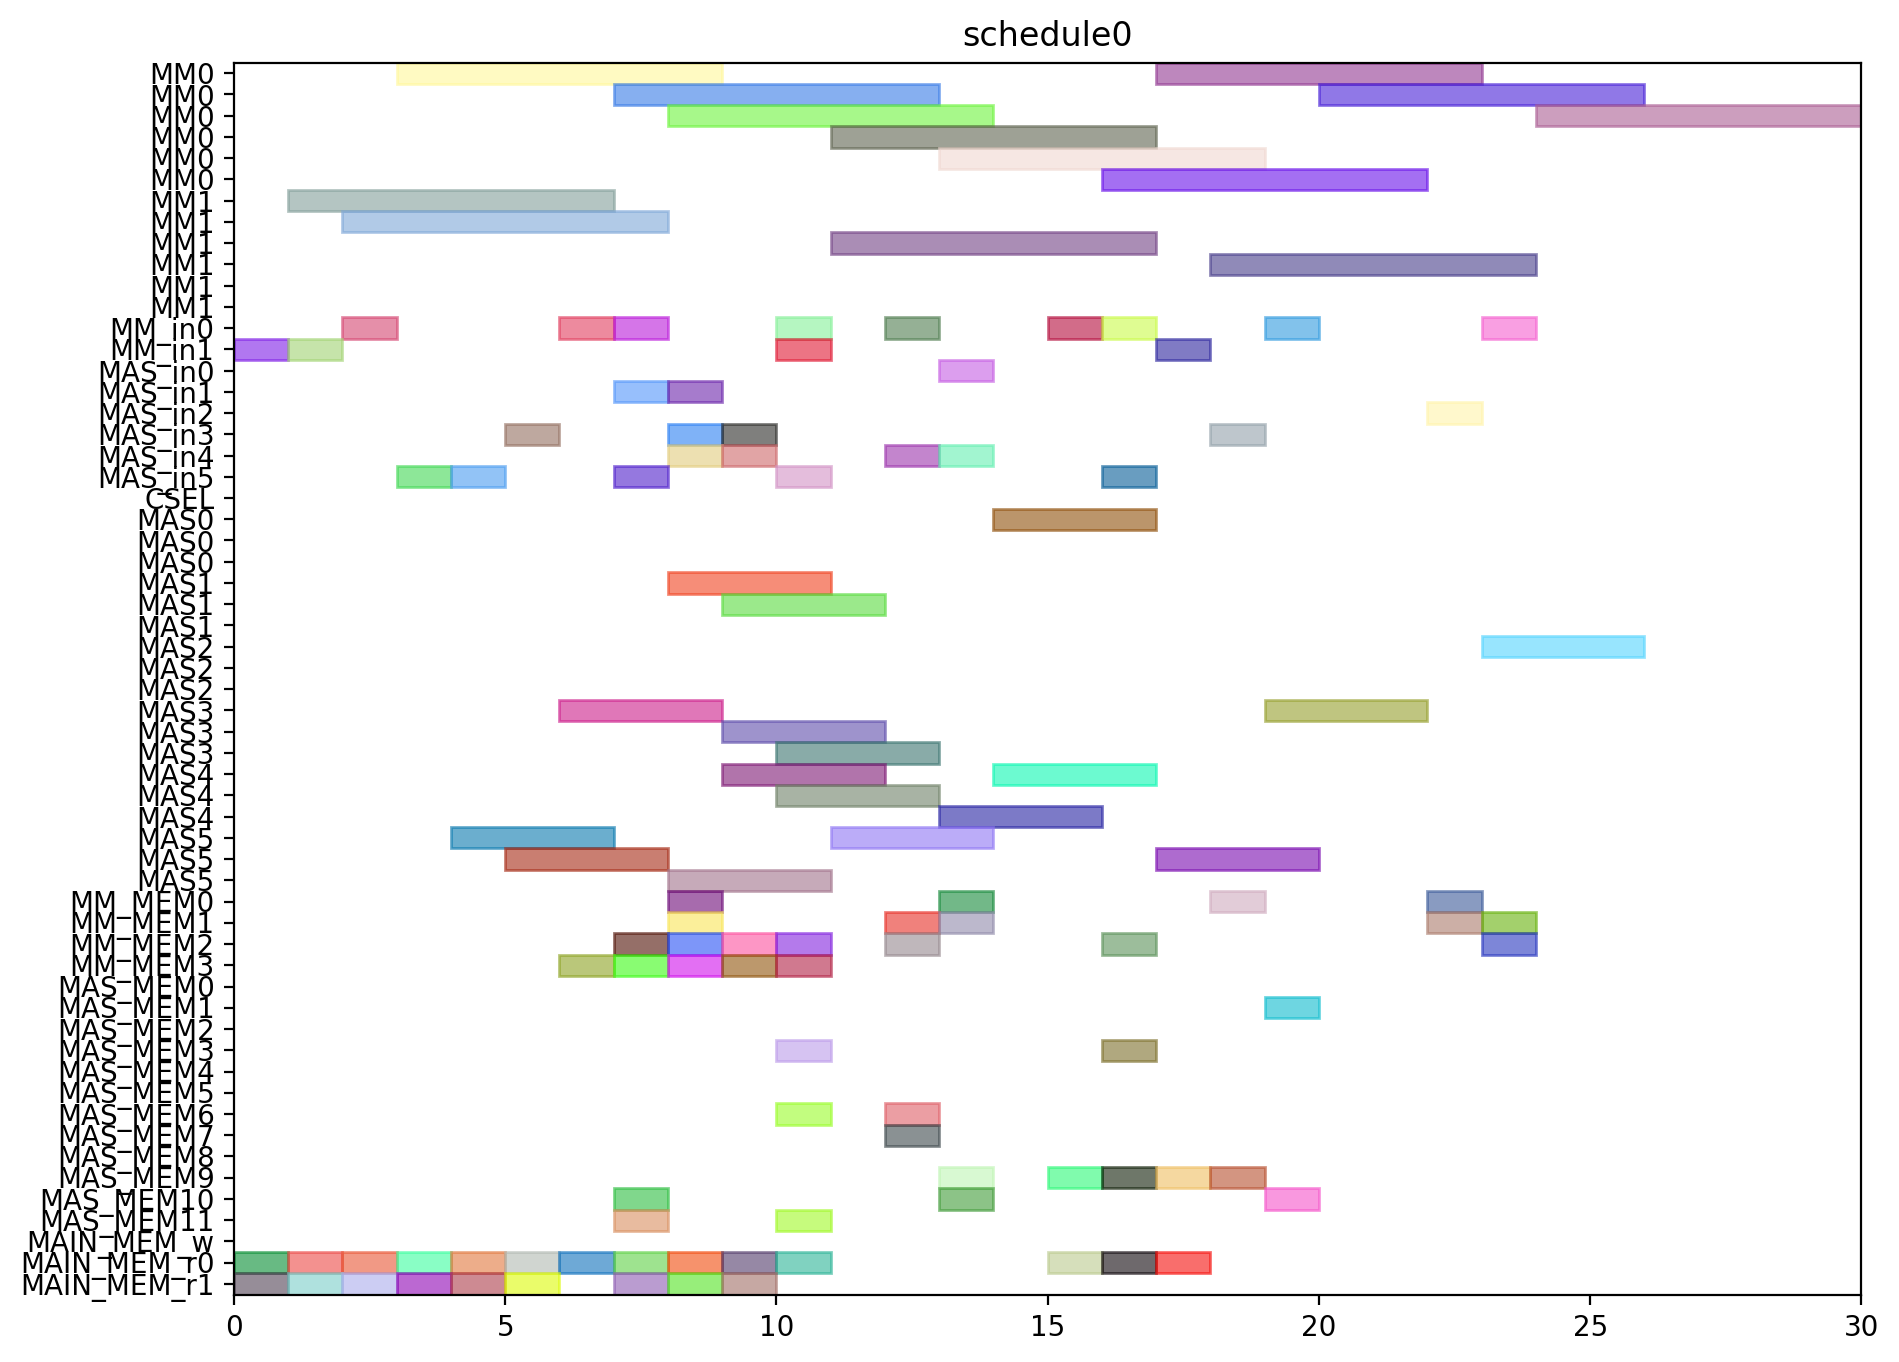 schedule0
MM0
MM0
MM0
MM0
MM0
MM0
MM1
MM1
MM1
MM1
MM1
MM1
MM_in0
MM_in1
MAS_in0
MAS_in1
MAS_in2
MAS_in3
MAS_in4
MAS_in5
CSEL
MAS0
MAS0
MAS0
MAS1
MAS1
MAS1
MAS2
MAS2
MAS2
MAS3
MAS3
MAS3
MAS4
MAS4
MAS4
MAS5
MAS5
MAS5
MM_MEM0
MM_MEM1
MM_MEM2
MM_MEM3
MAS_MEM0
MAS_MEM1
MAS_MEM2
MAS_MEM3
MAS_MEM4
MAS_MEM5
MAS_MEM6
MAS_MEM7
MAS_MEM8
MAS_MEM9
MAS_MEM10
MAS_MEM11
MAIN_MEM_w
MAIN_MEM_r0
MAIN_MEM_r1
0 5 10 15 20 25 30